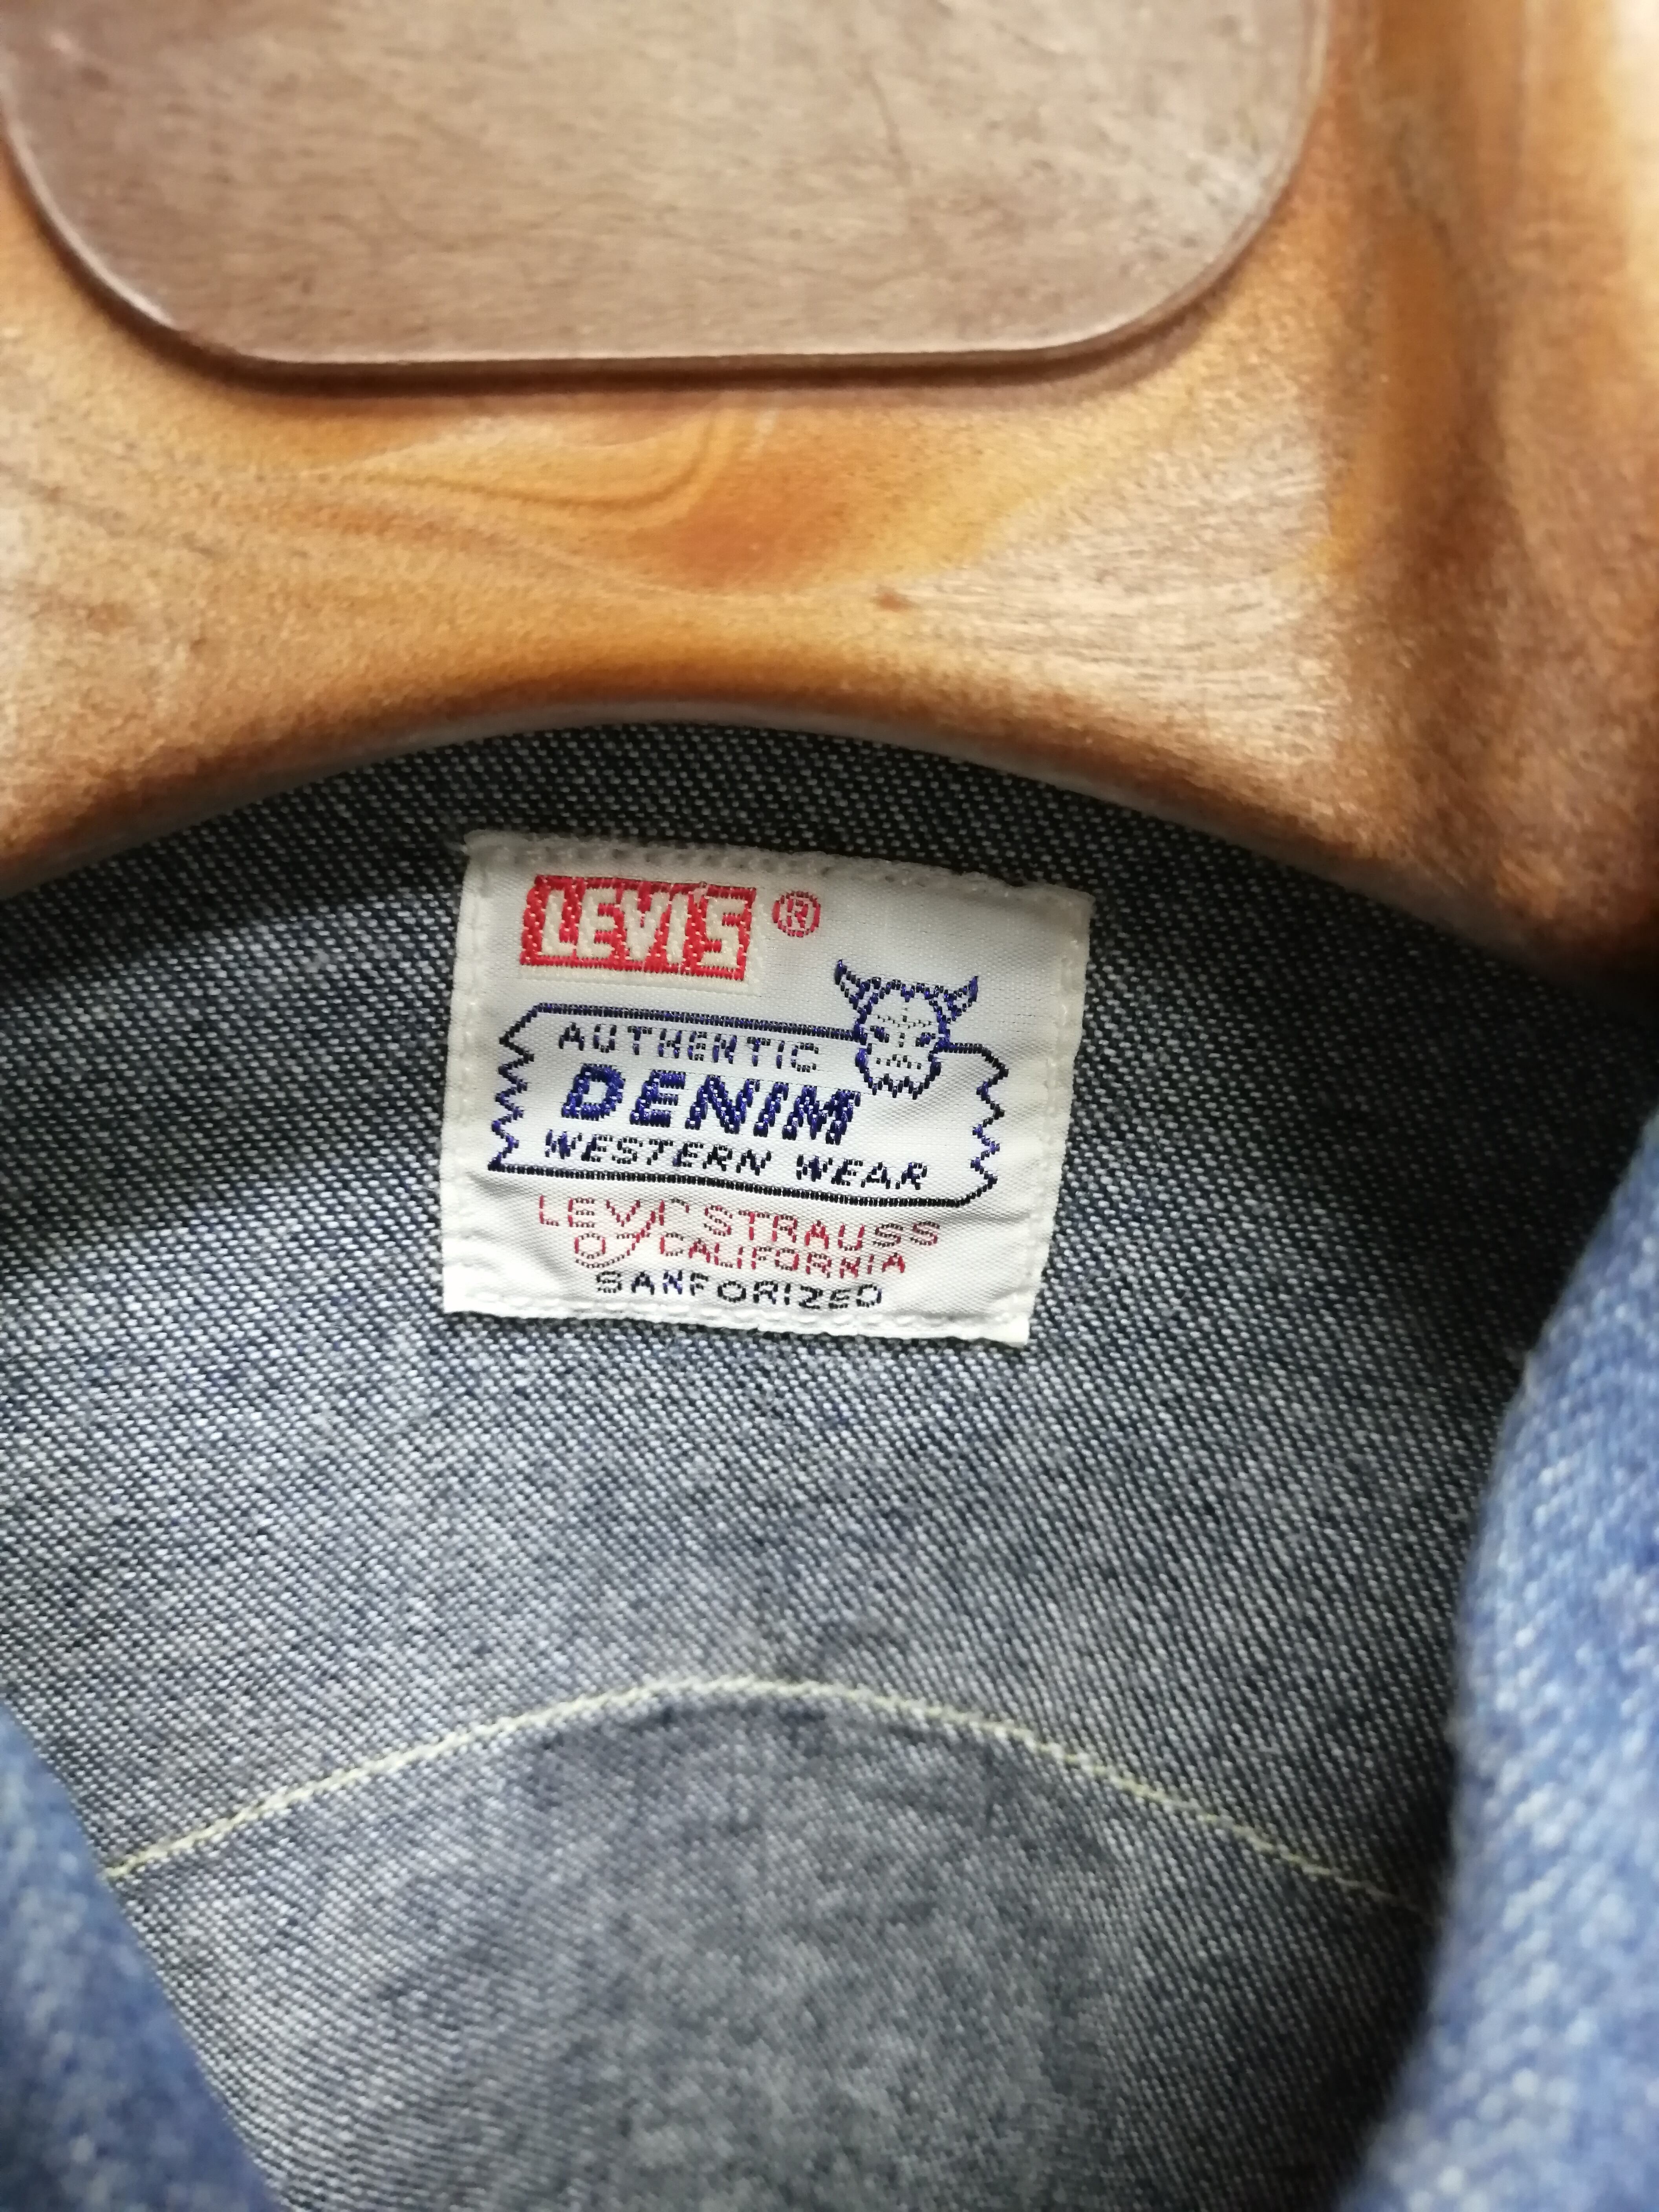 LEVI'S ®
AUTHENTIC
DENIM
WESTERN WEAR
LEVI STRAUSS
OF CALIFORNIA
SANFORIZED